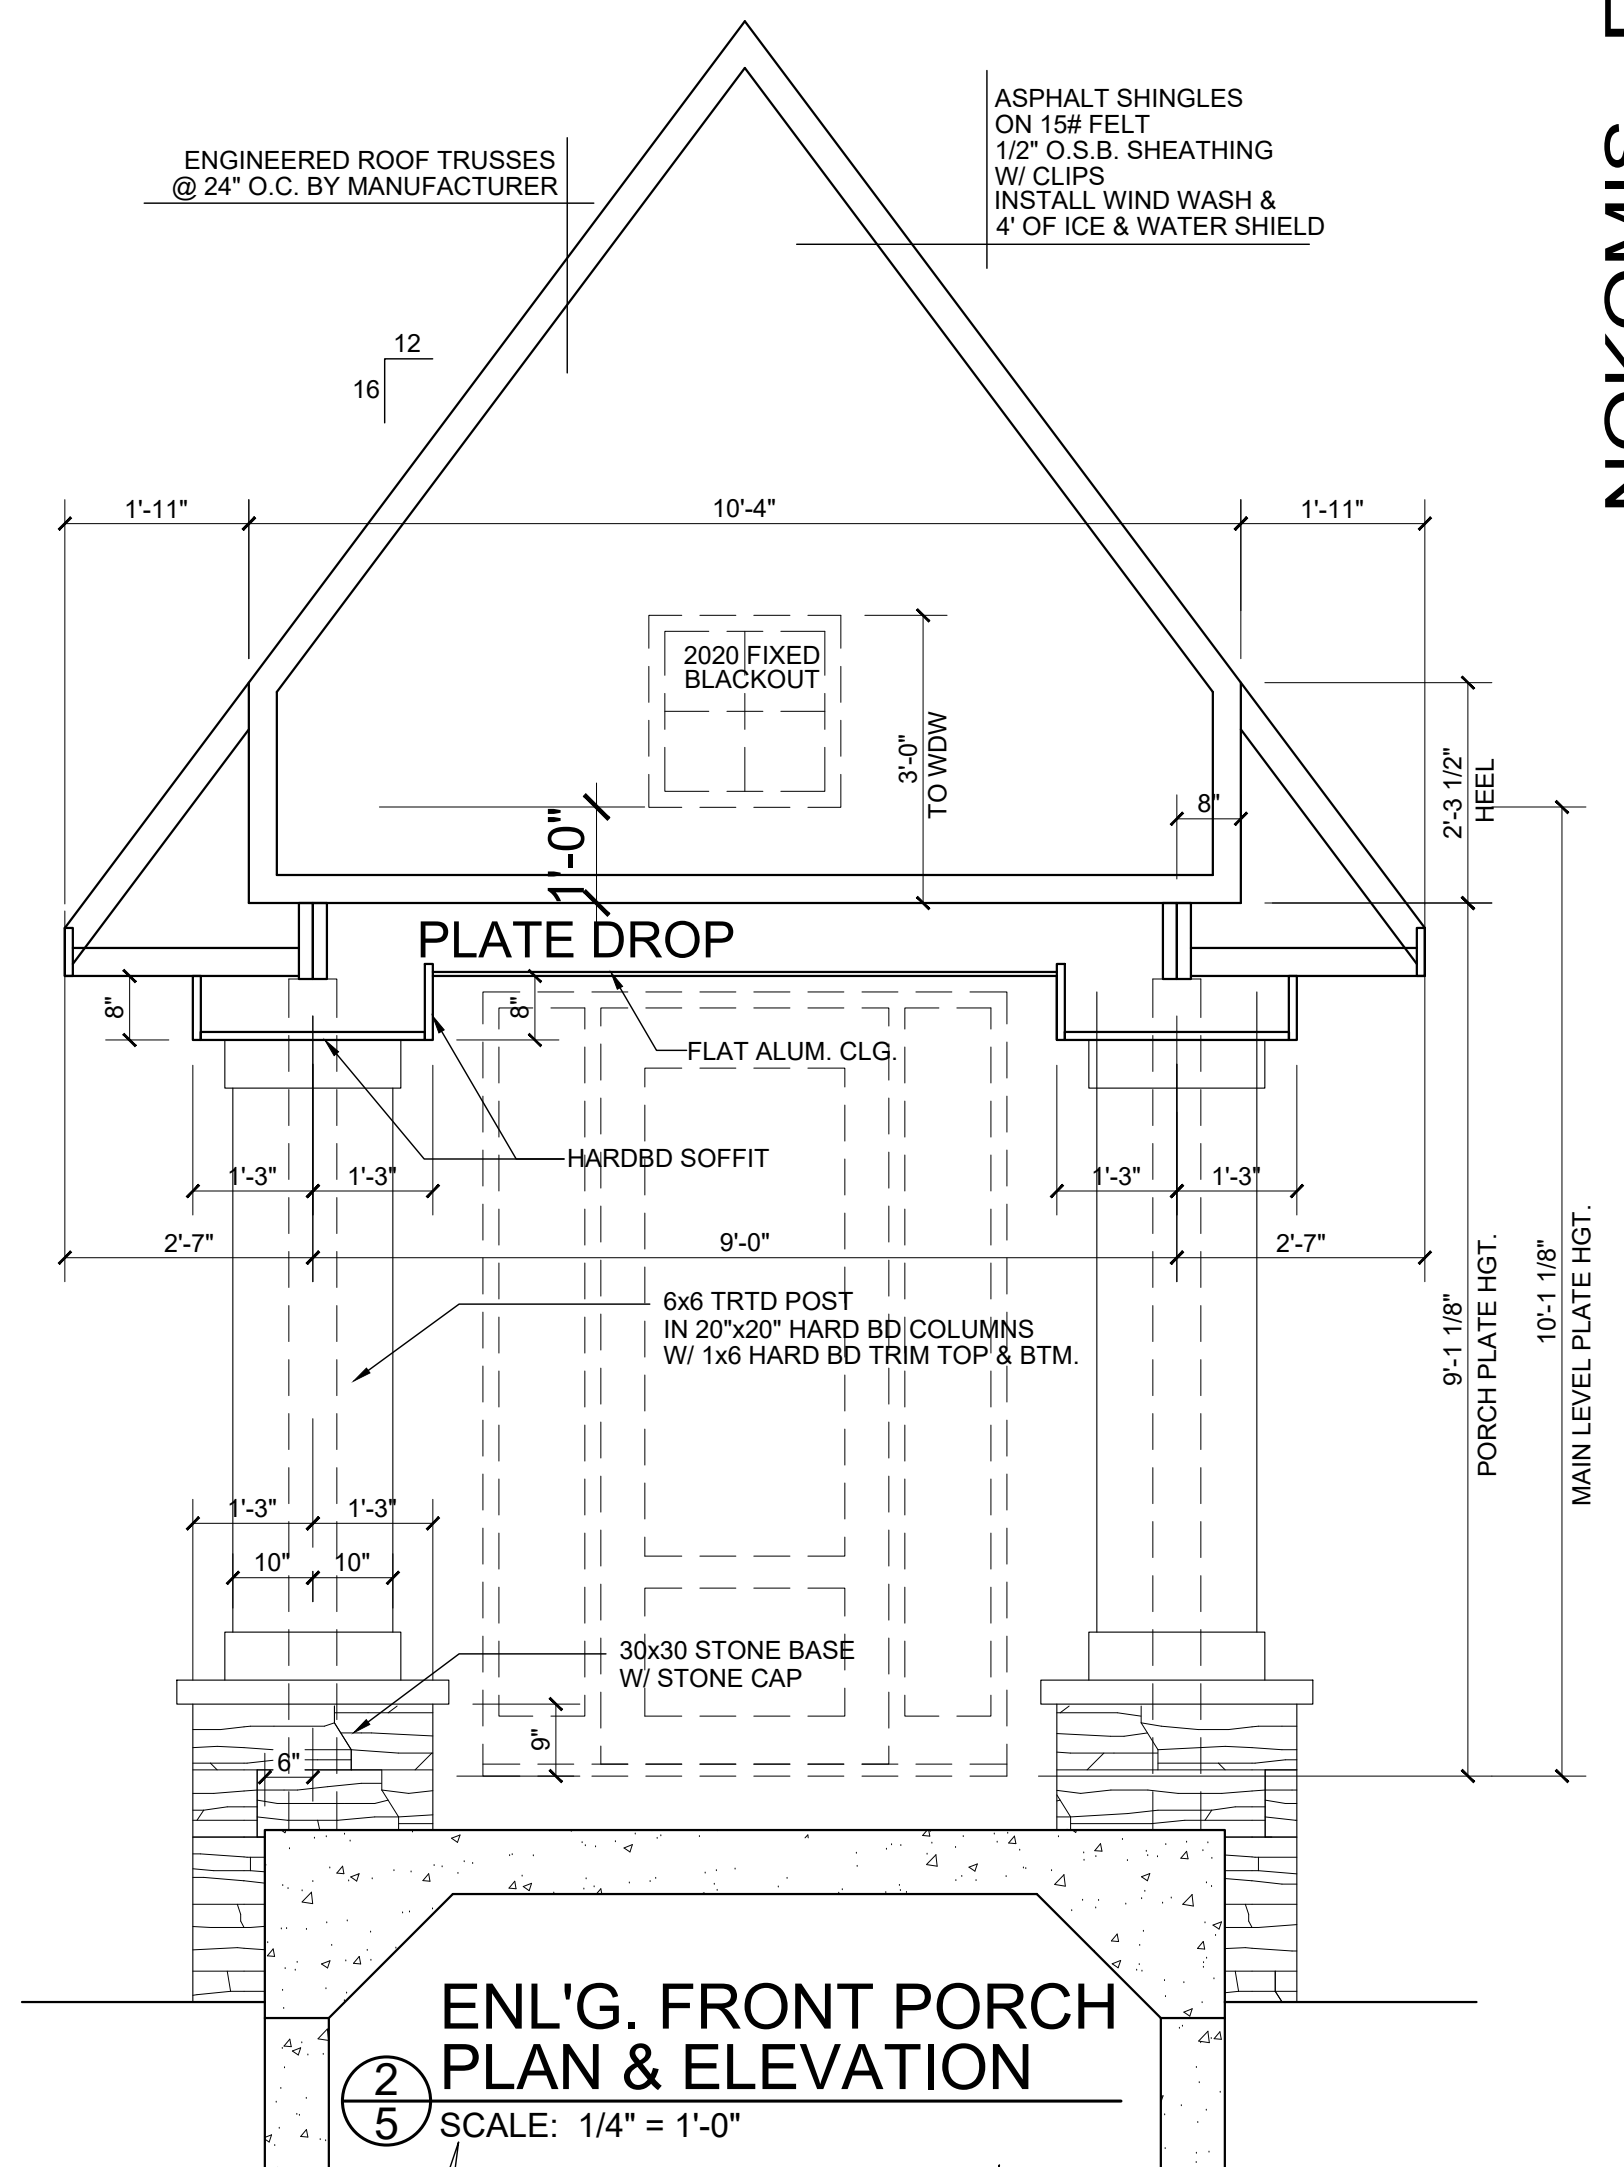 ASPHALT SHINGLES
ON 15# FELT
1/2" O.S.B. SHEATHING
W/ CLIPS
INSTALL WIND WASH &
4' OF ICE & WATER SHIELD
ENGINEERED ROOF TRUSSES
@ 24" O.C. BY MANUFACTURER
NOKOMIS
12
16
1'-11"
10'-4"
1'-11"
2020 FIXED
BLACKOUT
3'-0"
TO WDW
8"
2'-3 1/2"
HEEL
1'-0"
PLATE DROP
8"
8"
FLAT ALUM. CLG.
HARDBD SOFFIT
1'-3"
1'-3"
1'-3"
1'-3"
2'-7"
9'-0"
2'-7"
6x6 TRTD POST
IN 20"x20" HARD BD COLUMNS
W/ 1x6 HARD BD TRIM TOP & BTM.
9'-1 1/8"
PORCH PLATE HGT.
10'-1 1/8"
MAIN LEVEL PLATE HGT.
1'-3"
1'-3"
10"
10"
30x30 STONE BASE
W/ STONE CAP
9"
6"
ENL'G. FRONT PORCH
PLAN & ELEVATION
2
5
SCALE: 1/4" = 1'-0"